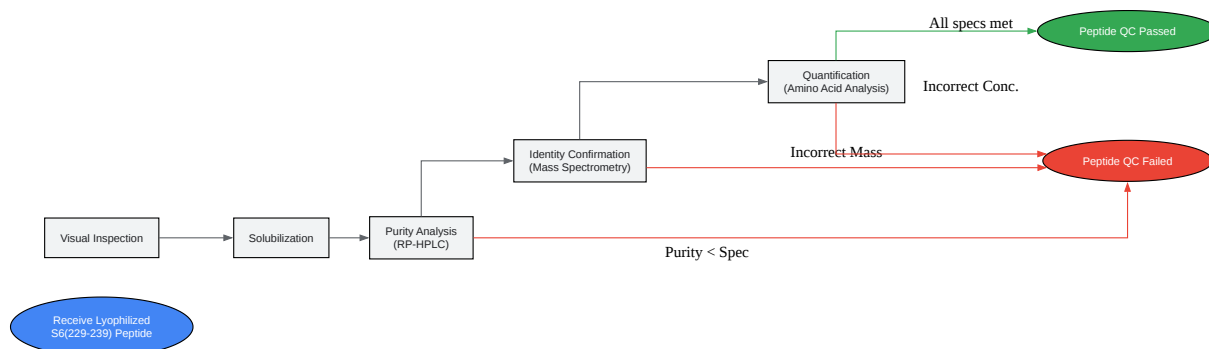 All specs met
Peptide QC Passed
Quantification
(Amino Acid Analysis)
Incorrect Conc.
Identity Confirmation
(Mass Spectrometry)
Incorrect Mass
Peptide QC Failed
Visual Inspection
Solubilization
Purity Analysis
(RP-HPLC)
Purity < Spec
Receive Lyophilized
S6(229-239) Peptide